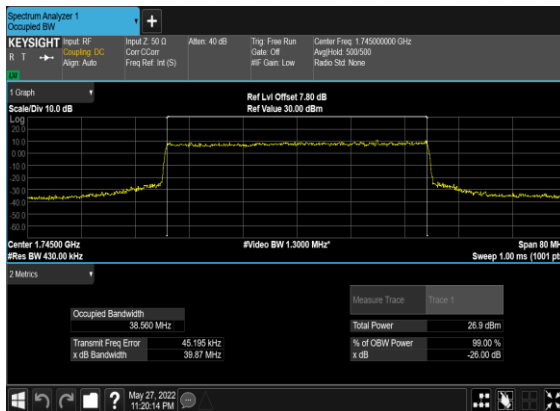 Spectrum Analyzer 1
Occupied BW
KEYSIGHT
R T
Input: RF
Coupling: DC
Align: Auto
Input Z: 50 Ω
Corr CCorr
Freq Ref: Int (S)
Atten: 40 dB
Trig: Free Run
Gate: Off
#IF Gain: Low
Center Freq: 1.745000000 GHz
Avg|Hold: 500/500
Radio Std: None
1 Graph
Scale/Div 10.0 dB
Ref Lvl Offset 7.80 dB
Ref Value 30.00 dBm
Log
20.0
10.0
0.00
-10.0
-20.0
-30.0
-40.0
-50.0
-60.0
Center 1.74500 GHz
#Res BW 430.00 kHz
#Video BW 1.3000 MHz*
Span 80 MH
Sweep 1.00 ms (1001 pts
2 Metrics
Measure Trace
Trace 1
Occupied Bandwidth
38.560 MHz
Total Power 26.9 dBm
Transmit Freq Error 45.195 kHz
% of OBW Power 99.00 %
x dB Bandwidth 39.87 MHz
x dB -26.00 dB
May 27, 2022
11:20:14 PM